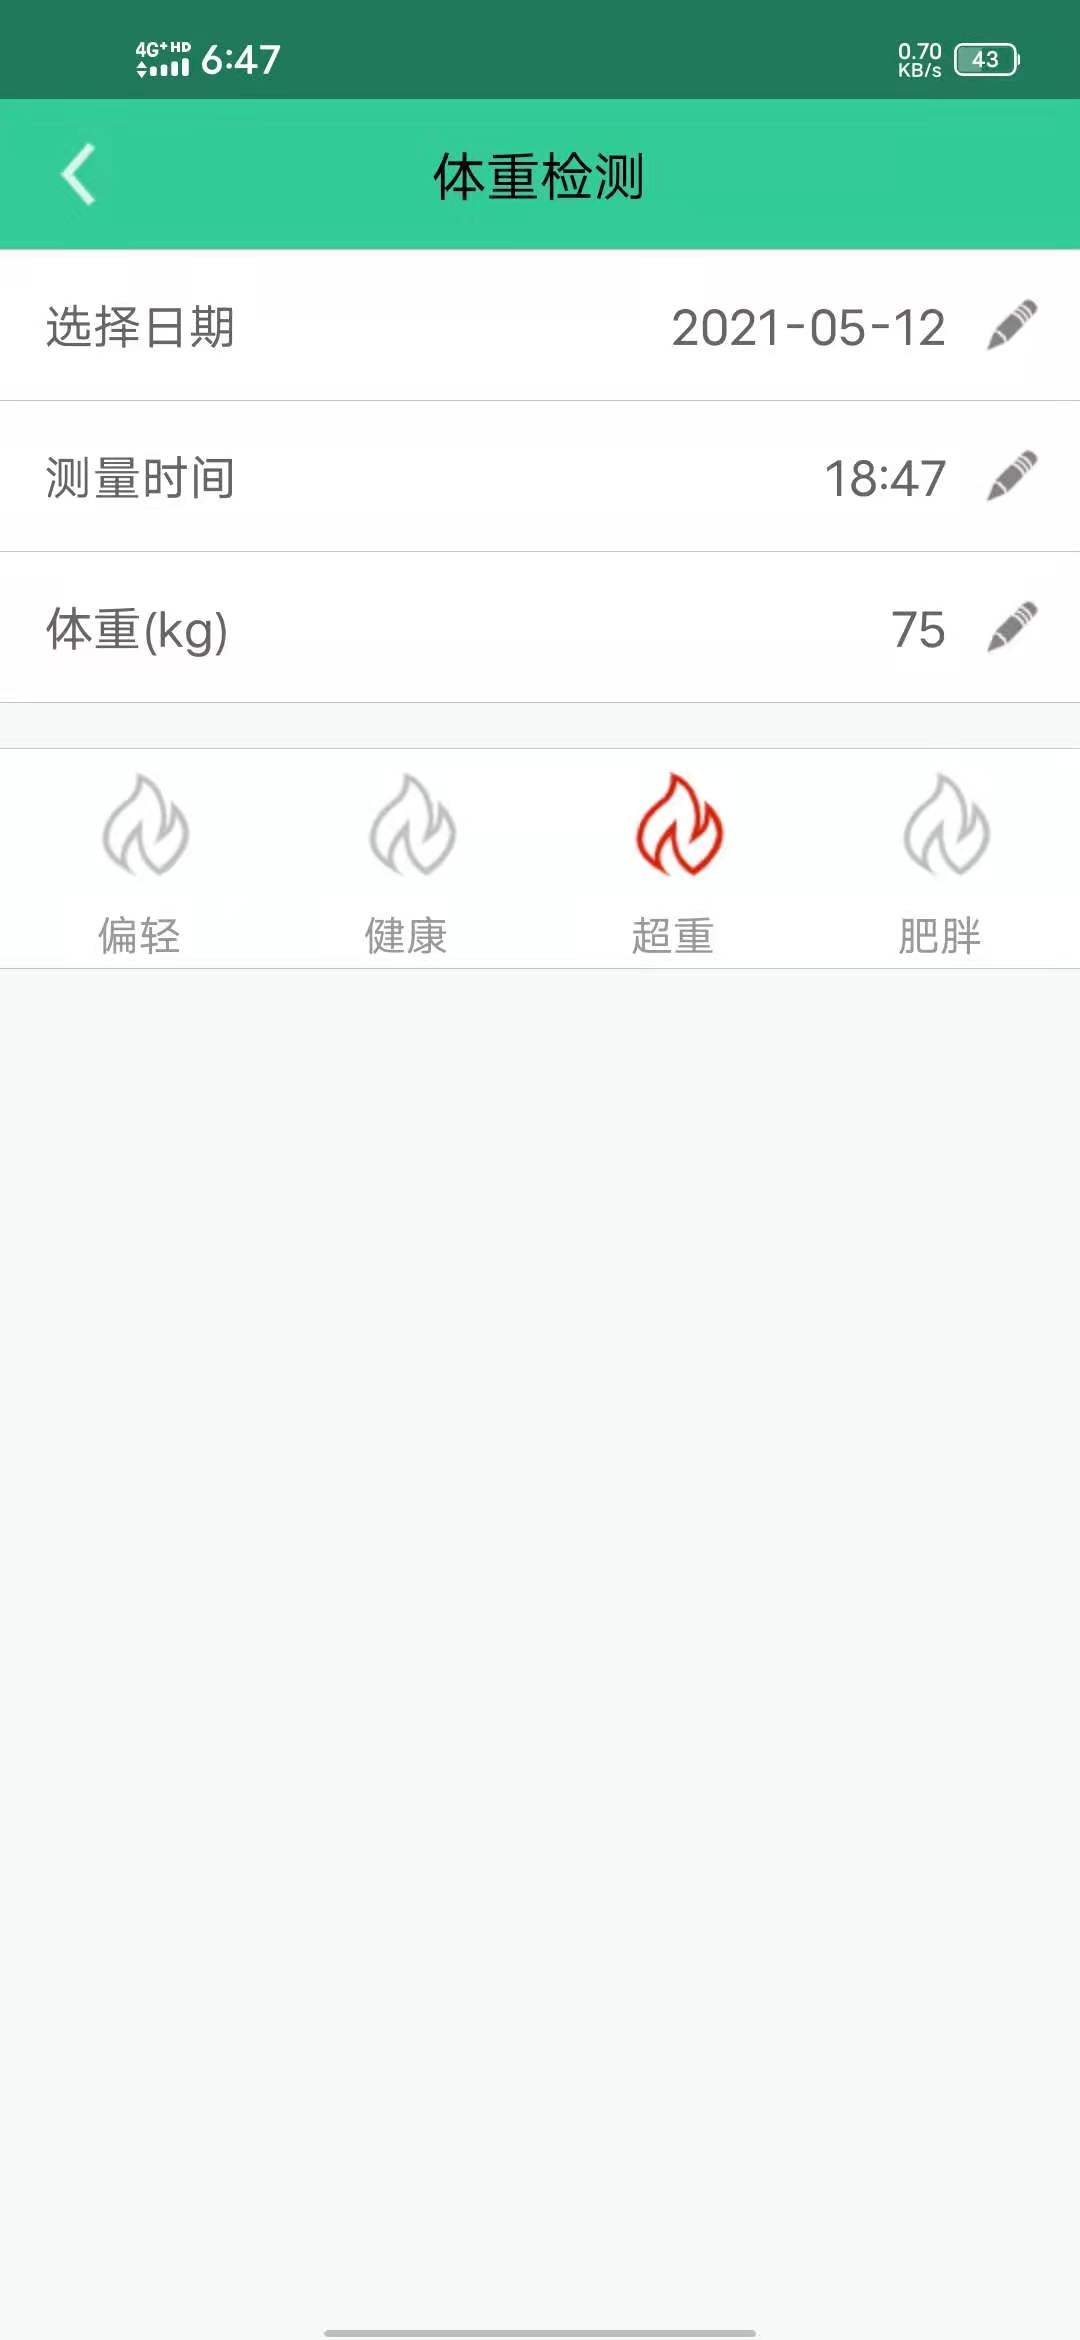 4G+ HD 6:47 0.70 KB/s 43
体重检测
选择日期 2021-05-12
测量时间 18:47
体重(kg) 75
偏轻 健康 超重 肥胖